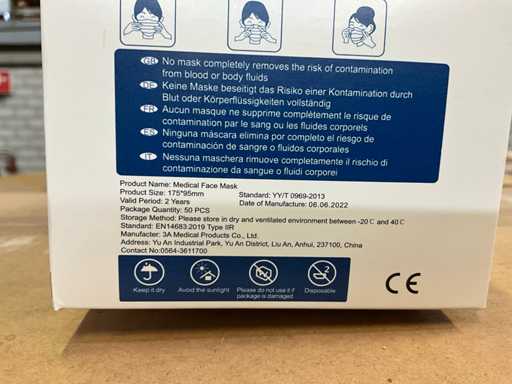 GB No mask completely removes the risk of contamination
from blood or body fluids
DE Keine Maske beseitigt das Risiko einer Kontamination durch
Blut oder Körperflüssigkeiten vollständig
FR Aucun masque ne supprime complètement le risque de
contamination par le sang ou les fluides corporels
Ninguna máscara elimina por completo el riesgo de
contaminación de sangre o fluidos corporales
IT Nessuna maschera rimuove completamente il rischio di
contaminazione da sangue o fluidi corporei
Product Name: Medical Face Mask
Product Size: 175*95mm Standard: YY/T 0969-2013
Valid Period: 2 Years Date of Manufacture: 06.06.2022
Package Quantity: 50 PCS
Storage Method: Please store in dry and ventilated environment between -20℃ and 40℃
Standard: EN14683:2019 Type IIR
Manufacter: 3A Medical Products Co., Ltd.
Address: Yu An Industrial Park, Yu An District, Liu An, Anhui, 237100, China
Contact No:0564-3611700
Keep it dry
Avoid the sunlight
Please do not use it if
package is damaged
2
Disposable
CE